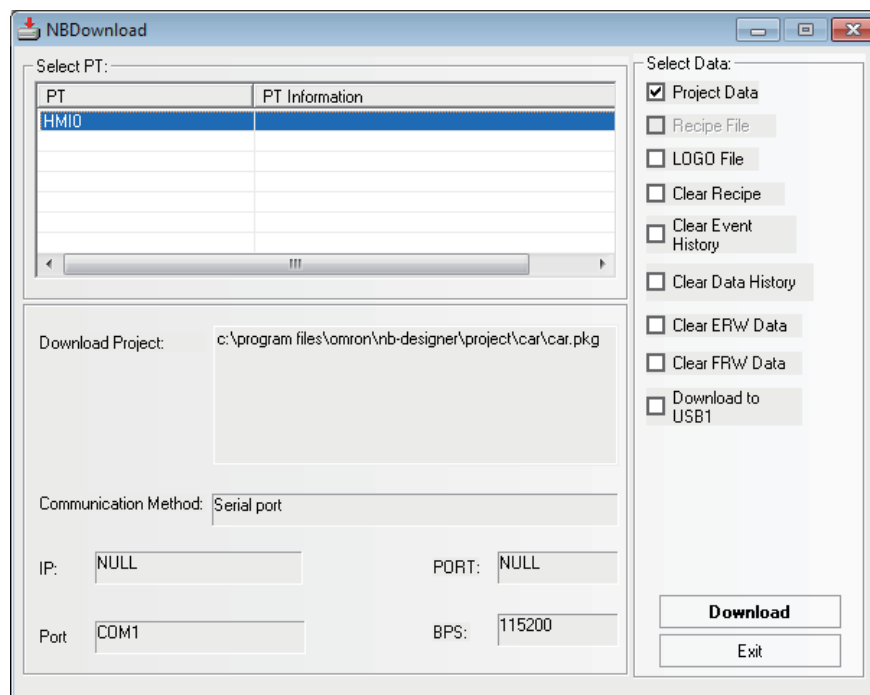 NBDownload
Select PT:
PT PT Information
HMI0
Download Project: c:\program files\omron\nb-designer\project\car\car.pkg
Communication Method: Serial port
IP: NULL PORT: NULL
Port COM1 BPS: 115200
Select Data:
Project Data
Recipe File
LOGO File
Clear Recipe
Clear Event
History
Clear Data History
Clear ERW Data
Clear FRW Data
Download to
USB1
Download
Exit